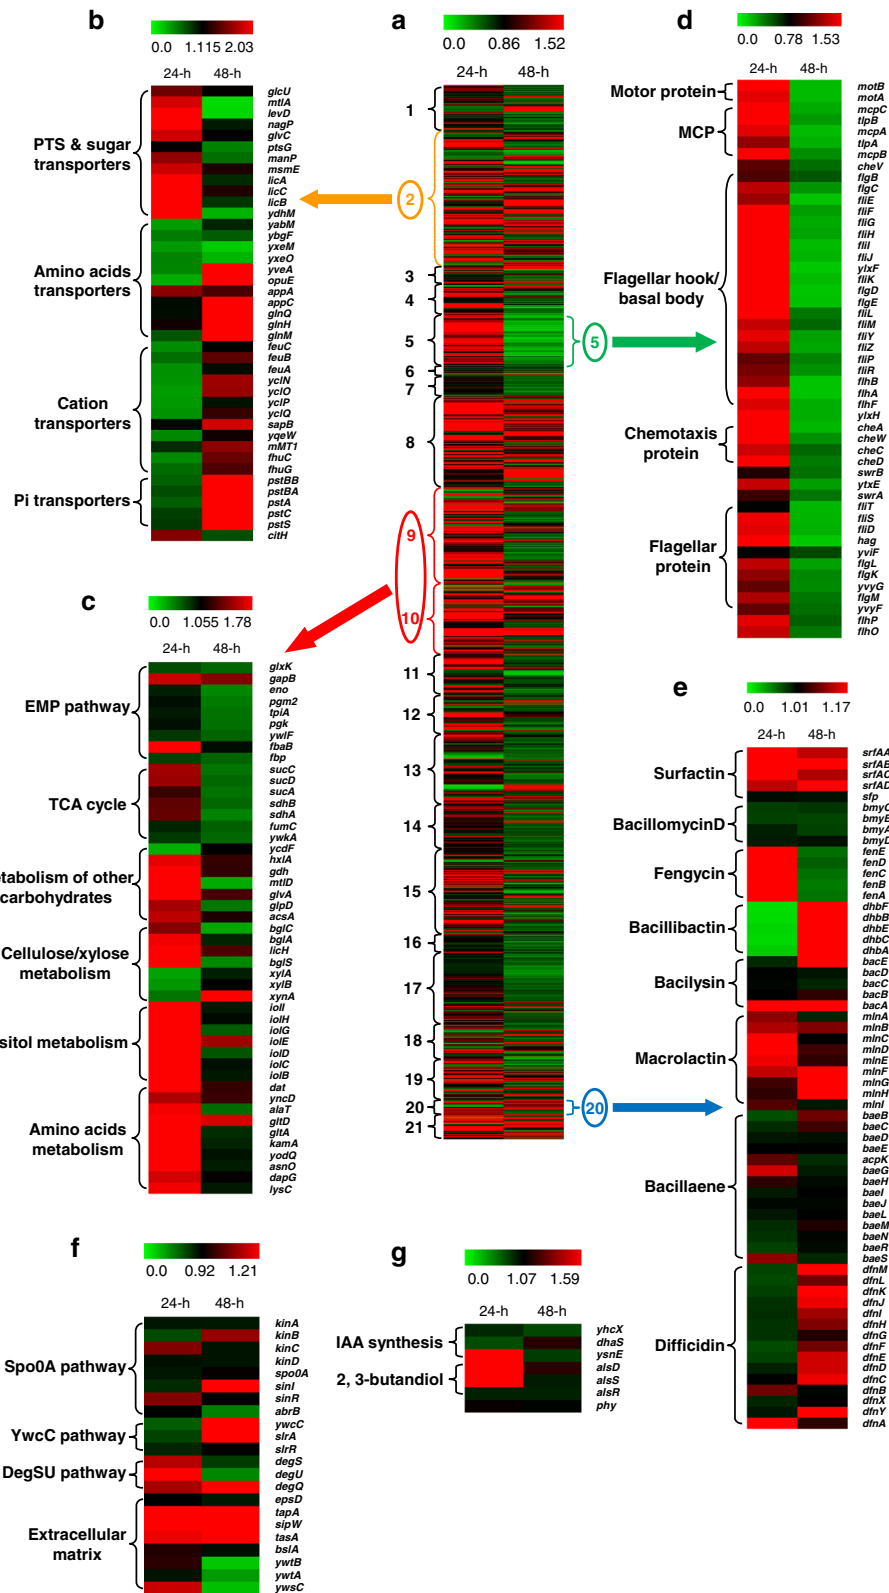 b
0.0 1.115 2.03
24-h 48-h
PTS & sugar transporters
Amino acids transporters
Cation transporters
Pi transporters
glcU
mtlA
levD
nagP
glvC
ptsG
manP
msmE
licA
licC
licB
ydhM
yabM
ybgF
yxeM
yxeO
yveA
opuE
appA
appC
glnQ
glnH
glnM
feuC
feuB
feuA
yclN
yclO
yclP
yclQ
sapB
yqeW
mMT1
fhuC
fhuG
pstBB
pstBA
pstA
pstC
pstS
citH
a
0.0 0.86 1.52
24-h 48-h
1
2
3
4
5
6
7
8
9
10
11
12
13
14
15
16
17
18
19
20
21
5
20
d
0.0 0.78 1.53
24-h 48-h
Motor protein
MCP
Flagellar hook/
basal body
Chemotaxis
protein
Flagellar
protein
motB
motA
mcpC
tlpB
mcpA
tlpA
mcpB
cheV
flgB
flgC
fliE
fliF
fliG
fliH
fliI
fliJ
ylxF
fliK
flgD
flgE
fliL
fliM
fliY
fliZ
fliP
fliR
flhB
flhA
flhF
ylxH
cheA
cheW
cheC
cheD
swrB
ytxE
swrA
fliT
fliS
fliD
hag
yviF
flgL
flgK
yvyG
flgM
yvyF
flhP
flhO
c
0.0 1.055 1.78
24-h 48-h
EMP pathway
TCA cycle
etabolism of other
carbohydrates
Cellulose/xylose
metabolism
sitol metabolism
Amino acids
metabolism
glxK
gapB
eno
pgm2
tpiA
pgk
ywlF
fbaB
fbp
sucC
sucD
sucA
sdhB
sdhA
fumC
ywkA
ycdF
hxlA
gdh
mtlD
glvA
glpD
acsA
bglC
bglA
licH
bglS
xylA
xylB
xynA
iolI
iolH
iolG
iolE
iolD
iolC
iolB
dat
yncD
alaT
gltD
gltA
kamA
yodQ
asnO
dapG
lysC
e
0.0 1.01 1.17
24-h 48-h
Surfactin
BacillomycinD
Fengycin
Bacillibactin
Bacilysin
Macrolactin
Bacillaene
Difficidin
srfAA
srfAB
srfAC
srfAD
sfp
bmyC
bmyB
bmyA
bmyD
fenE
fenD
fenC
fenB
fenA
dhbF
dhbB
dhbE
dhbC
dhbA
bacE
bacD
bacC
bacB
bacA
mlnA
mlnB
mlnC
mlnD
mlnE
mlnF
mlnG
mlnH
mlnI
baeB
baeC
baeD
baeE
acpK
baeG
baeH
baeI
baeJ
baeL
baeM
baeN
baeR
baeS
dfnM
dfnL
dfnK
dfnJ
dfnI
dfnH
dfnG
dfnF
dfnE
dfnD
dfnC
dfnB
dfnX
dfnY
dfnA
f
0.0 0.92 1.21
24-h 48-h
Spo0A pathway
YwcC pathway
DegSU pathway
Extracellular
matrix
kinA
kinB
kinC
kinD
spo0A
sinI
sinR
abrB
ywcC
slrA
slrR
degS
degU
degQ
epsD
tapA
sipW
tasA
bslA
ywtB
ywtA
ywsC
g
0.0 1.07 1.59
24-h 48-h
IAA synthesis
2, 3-butandiol
yhcX
dhaS
ysnE
alsD
alsS
alsR
phy